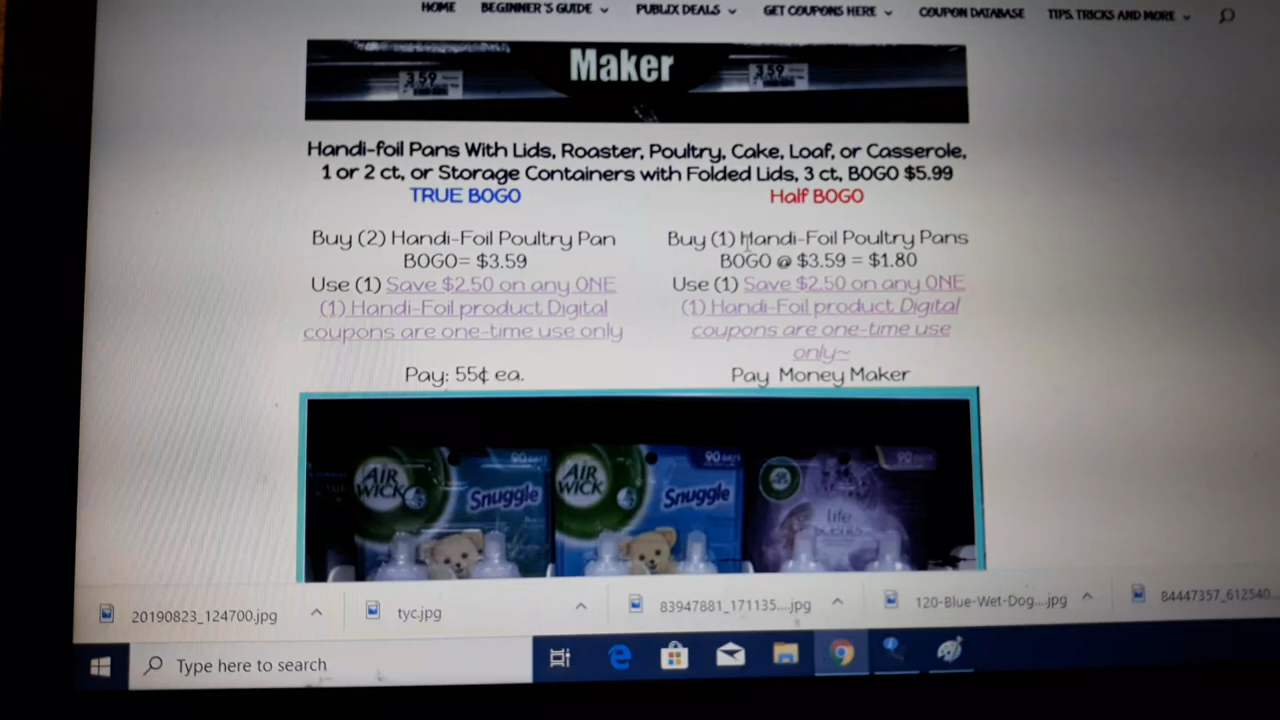 HOME BEGINNER'S GUIDE PUBLIX DEALS GET COUPONS HERE COUPON DATABASE TIPS, TRICKS AND MORE
Maker
3.59
3.59
Handi-foil Pans With Lids, Roaster, Poultry, Cake, Loaf, or Casserole,
1 or 2 ct, or Storage Containers with Folded Lids, 3 ct, BOGO $5.99
TRUE BOGO
Buy (2) Handi-Foil Poultry Pan
BOGO= $3.59
Use (1) Save $2.50 on any ONE
(1) Handi-Foil product Digital
coupons are one-time use only
Pay: 55¢ ea.
Half BOGO
Buy (1) Handi-Foil Poultry Pans
BOGO @ $3.59 = $1.80
Use (1) Save $2.50 on any ONE
(1) Handi-Foil product Digital
coupons are one-time use
only~
Pay Money Maker
AIR
WICK
90 DAYS
Snuggle
AIR
WICK
90 DAYS
Snuggle
90 DAYS
life
scents
20190823_124700.jpg
tyc.jpg
83947881_171135....jpg
120-Blue-Wet-Dog....jpg
84447357_612540
Type here to search